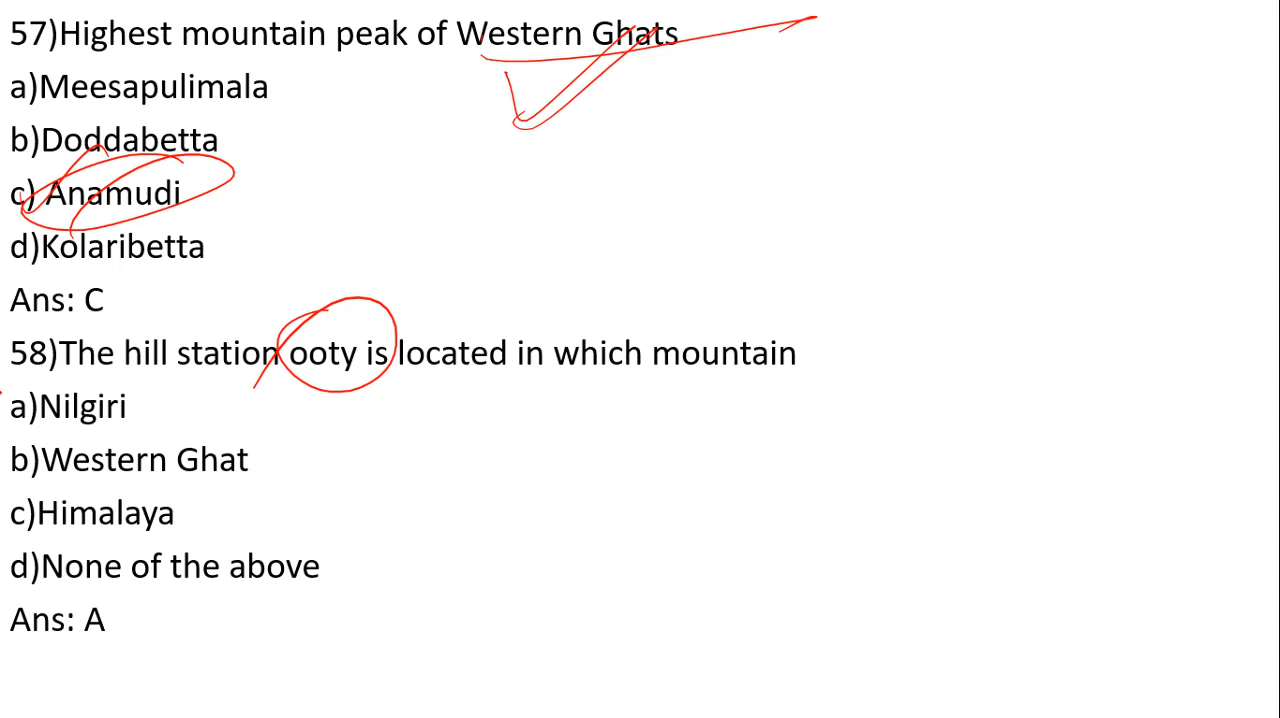 57)Highest mountain peak of Western Ghats
a)Meesapulimala
b)Doddabetta
c) Anamudi
d)Kolaribetta
Ans: C
58)The hill station ooty is located in which mountain
a)Nilgiri
b)Western Ghat
c)Himalaya
d)None of the above
Ans: A